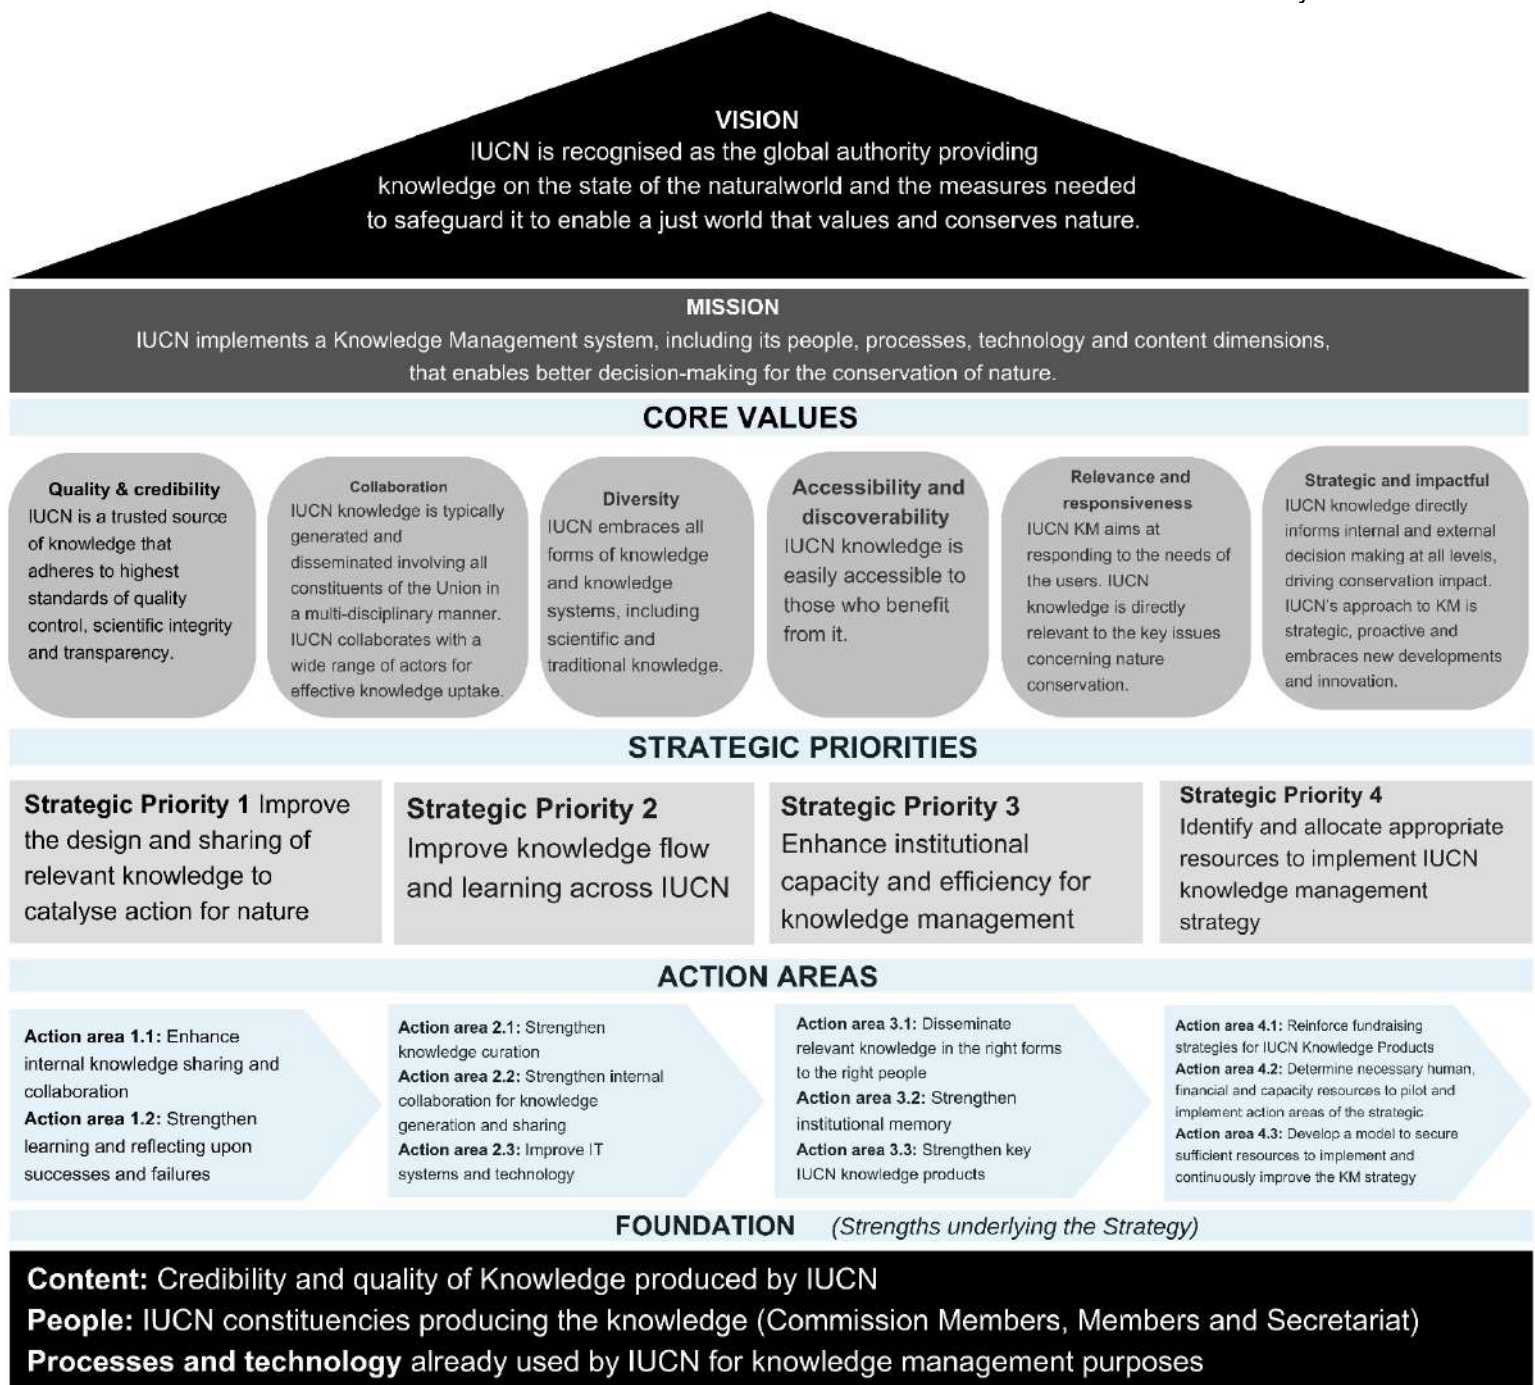 VISION
IUCN is recognised as the global authority providing
knowledge on the state of the naturalworld and the measures needed
to safeguard it to enable a just world that values and conserves nature.
MISSION
IUCN implements a Knowledge Management system, including its people, processes, technology and content dimensions,
that enables better decision-making for the conservation of nature.
CORE VALUES
Quality & credibility
IUCN is a trusted source
of knowledge that
adheres to highest
standards of quality
control, scientific integrity
and transparency.
Collaboration
IUCN knowledge is typically
generated and
disseminated involving all
constituents of the Union in
a multi-disciplinary manner.
IUCN collaborates with a
wide range of actors for
effective knowledge uptake.
Diversity
IUCN embraces all
forms of knowledge
and knowledge
systems, including
scientific and
traditional knowledge.
Accessibility and
discoverability
IUCN knowledge is
easily accessible to
those who benefit
from it.
Relevance and
responsiveness
IUCN KM aims at
responding to the needs of
the users. IUCN
knowledge is directly
relevant to the key issues
concerning nature
conservation.
Strategic and impactful
IUCN knowledge directly
informs internal and external
decision making at all levels,
driving conservation impact.
IUCN's approach to KM is
strategic, proactive and
embraces new developments
and innovation.
STRATEGIC PRIORITIES
Strategic Priority 1 Improve
the design and sharing of
relevant knowledge to
catalyse action for nature
Strategic Priority 2
Improve knowledge flow
and learning across IUCN
Strategic Priority 3
Enhance institutional
capacity and efficiency for
knowledge management
Strategic Priority 4
Identify and allocate appropriate
resources to implement IUCN
knowledge management
strategy
ACTION AREAS
Action area 1.1: Enhance
internal knowledge sharing and
collaboration
Action area 1.2: Strengthen
learning and reflecting upon
successes and failures
Action area 2.1: Strengthen
knowledge curation
Action area 2.2: Strengthen internal
collaboration for knowledge
generation and sharing
Action area 2.3: Improve IT
systems and technology
Action area 3.1: Disseminate
relevant knowledge in the right forms
to the right people
Action area 3.2: Strengthen
institutional memory
Action area 3.3: Strengthen key
IUCN knowledge products
Action area 4.1: Reinforce fundraising
strategies for IUCN Knowledge Products
Action area 4.2: Determine necessary human,
financial and capacity resources to pilot and
implement action areas of the strategic
Action area 4.3: Develop a model to secure
sufficient resources to implement and
continuously improve the KM strategy
FOUNDATION (Strengths underlying the Strategy)
Content: Credibility and quality of Knowledge produced by IUCN
People: IUCN constituencies producing the knowledge (Commission Members, Members and Secretariat)
Processes and technology already used by IUCN for knowledge management purposes